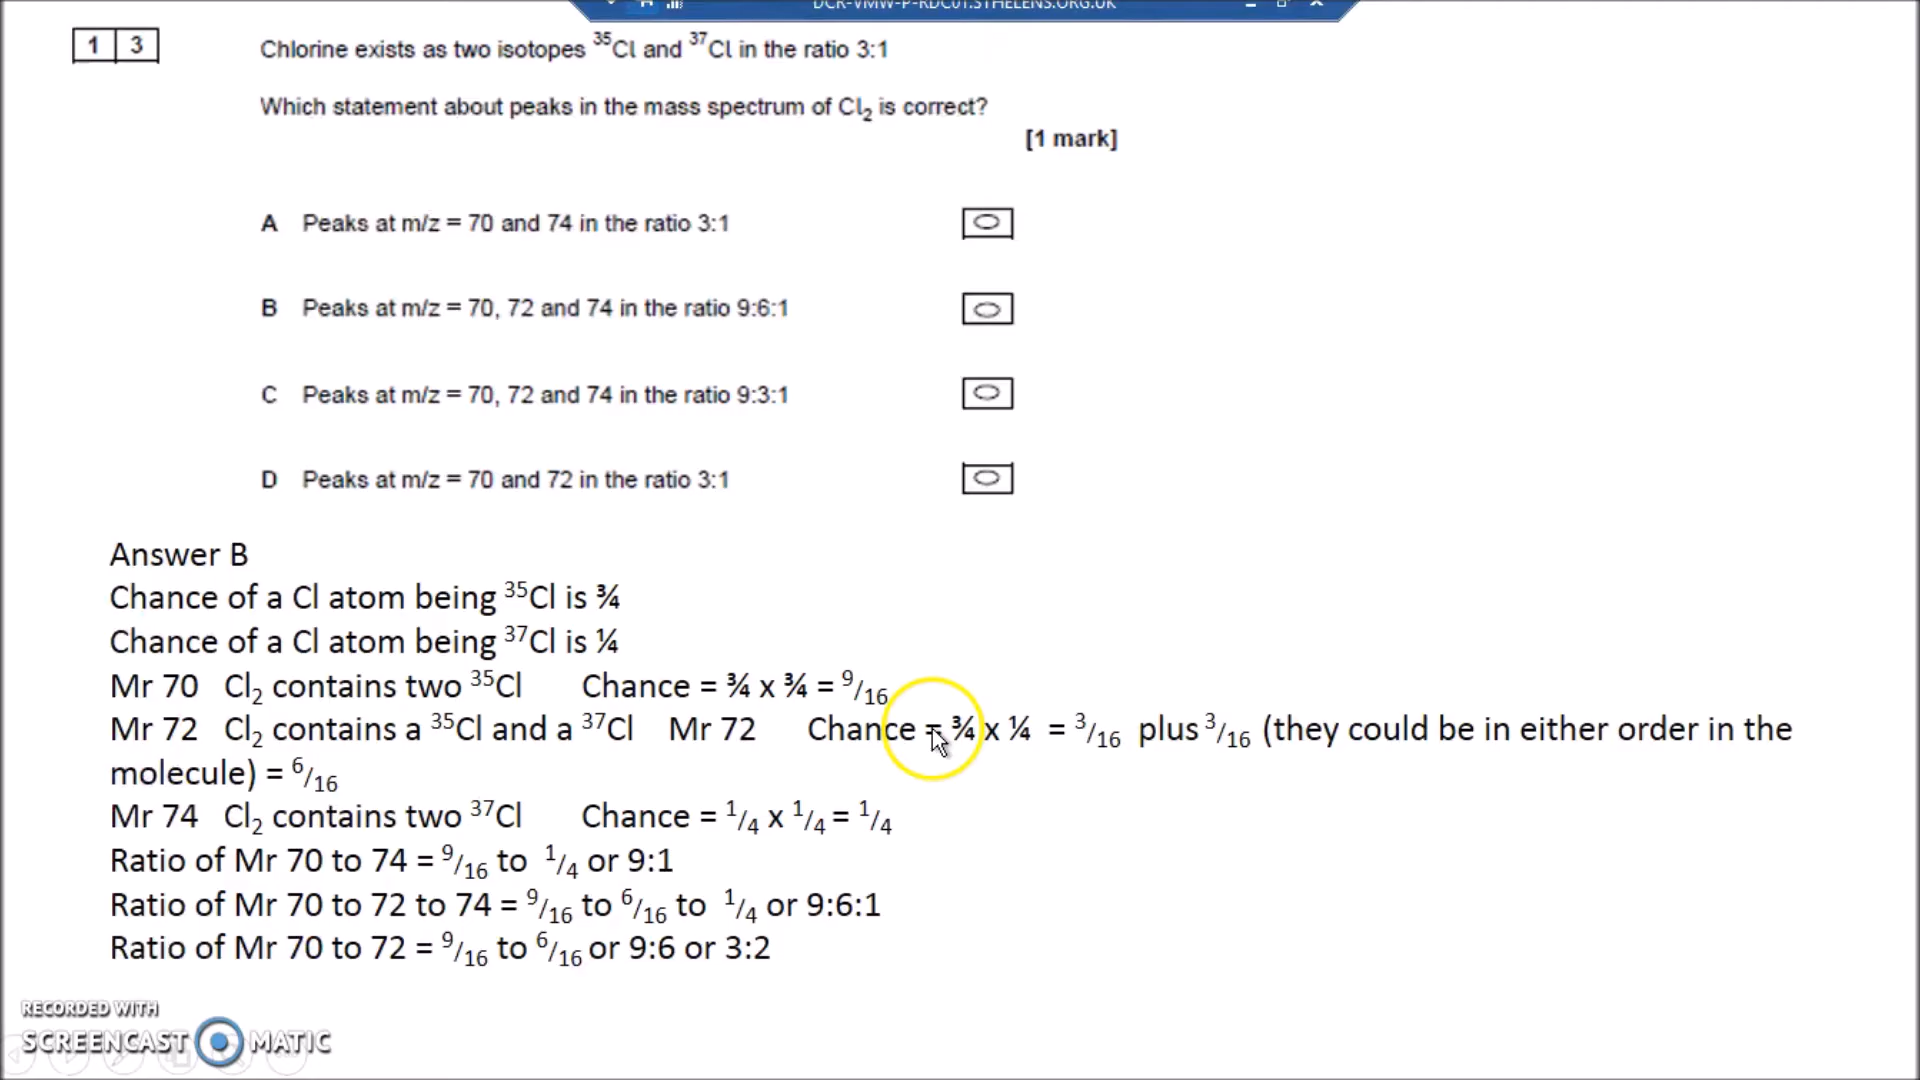 DCR-VMW-P-RDC01.STHELENS.ORG.UK
1 3
Chlorine exists as two isotopes ³⁵Cl and ³⁷Cl in the ratio 3:1
Which statement about peaks in the mass spectrum of Cl₂ is correct?
[1 mark]
A Peaks at m/z = 70 and 74 in the ratio 3:1
B Peaks at m/z = 70, 72 and 74 in the ratio 9:6:1
C Peaks at m/z = 70, 72 and 74 in the ratio 9:3:1
D Peaks at m/z = 70 and 72 in the ratio 3:1
Answer B
Chance of a Cl atom being ³⁵Cl is ¾
Chance of a Cl atom being ³⁷Cl is ¼
Mr 70 Cl₂ contains two ³⁵Cl Chance = ¾ x ¾ = ⁹/₁₆
Mr 72 Cl₂ contains a ³⁵Cl and a ³⁷Cl Mr 72 Chance = ¾ x ¼ = ³/₁₆ plus ³/₁₆ (they could be in either order in the
molecule) = ⁶/₁₆
Mr 74 Cl₂ contains two ³⁷Cl Chance = ¹/₄ x ¹/₄ = ¹/₄
Ratio of Mr 70 to 74 = ⁹/₁₆ to ¹/₄ or 9:1
Ratio of Mr 70 to 72 to 74 = ⁹/₁₆ to ⁶/₁₆ to ¹/₄ or 9:6:1
Ratio of Mr 70 to 72 = ⁹/₁₆ to ⁶/₁₆ or 9:6 or 3:2
RECORDED WITH
SCREENCAST MATIC